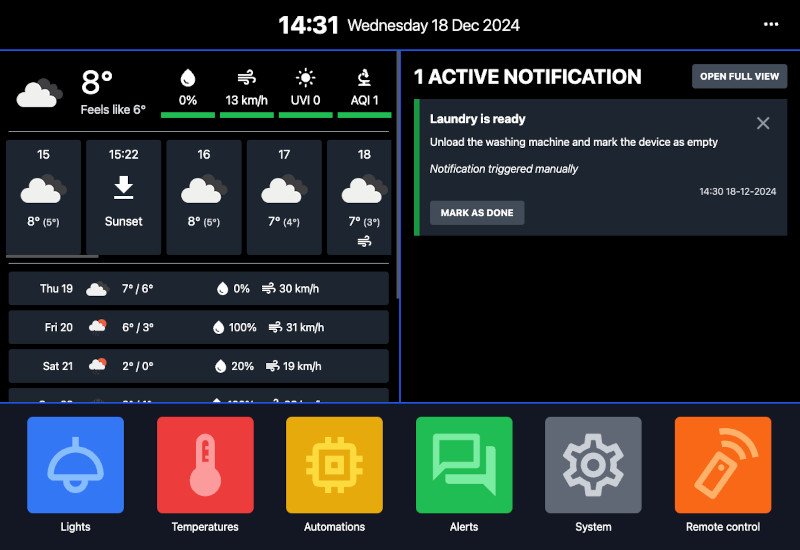 14:31 Wednesday 18 Dec 2024
8°
Feels like 6°
0%
13 km/h
UVI 0
AQI 1
15
8° (5°)
15:22
Sunset
16
8° (5°)
17
7° (4°)
18
7° (3°)
Thu 19 7° / 6° 0% 30 km/h
Fri 20 6° / 3° 100% 31 km/h
Sat 21 2° / 0° 20% 19 km/h
1 ACTIVE NOTIFICATION
OPEN FULL VIEW
Laundry is ready
Unload the washing machine and mark the device as empty
Notification triggered manually
14:30 18-12-2024
MARK AS DONE
Lights
Temperatures
Automations
Alerts
System
Remote control